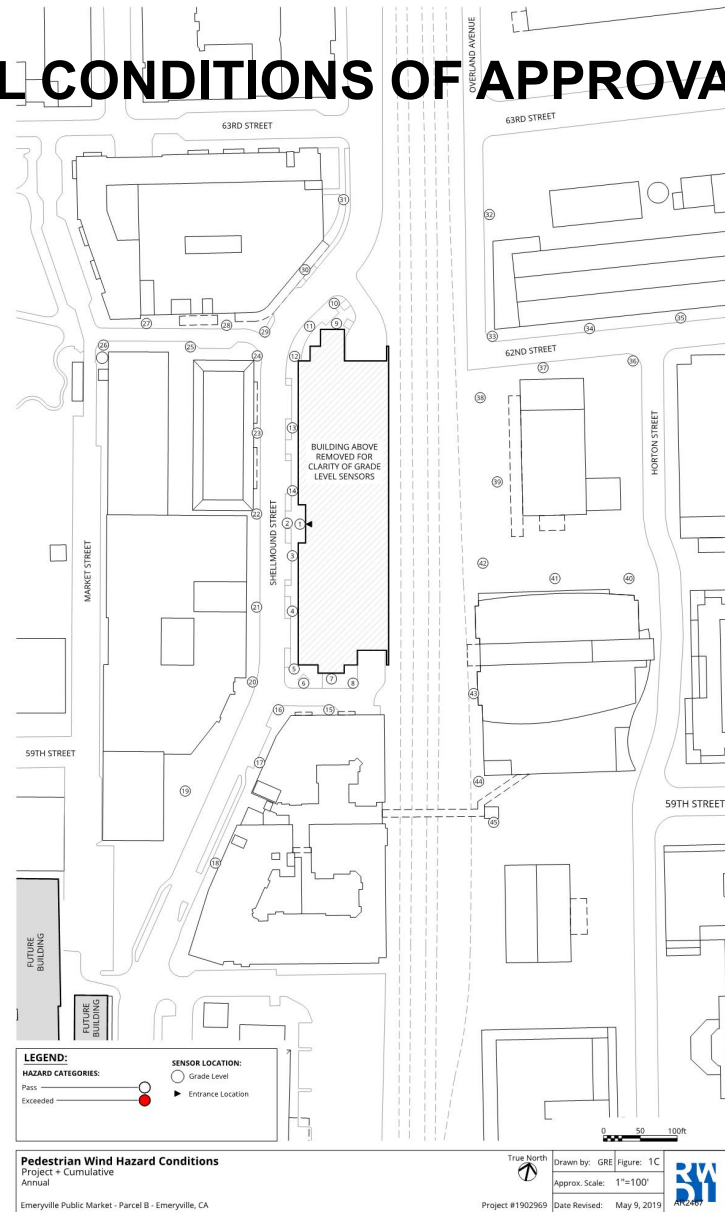 L CONDITIONS OF APPROVA
OVERLAND AVENUE
63RD STREET
63RD STREET
31
32
30
10
11
9
27
28
29
33
34
35
26
25
24
12
62ND STREET
36
37
38
23
13
BUILDING ABOVE
REMOVED FOR
CLARITY OF GRADE
LEVEL SENSORS
HORTON STREET
39
14
22
2
1
SHELLMOUND STREET
MARKET STREET
3
42
41
40
21
4
5
6
7
8
20
43
16
15
59TH STREET
17
44
19
59TH STREET
45
18
FUTURE
BUILDING
FUTURE
BUILDING
LEGEND:
HAZARD CATEGORIES:
Pass
Exceeded
SENSOR LOCATION:
Grade Level
Entrance Location
0 50 100ft
Pedestrian Wind Hazard Conditions
Project + Cumulative
Annual
Emeryville Public Market - Parcel B - Emeryville, CA
True North
Project #1902969
Drawn by: GRE
Figure: 1C
Approx. Scale: 1"=100'
Date Revised: May 9, 2019
RWDI
AR2467